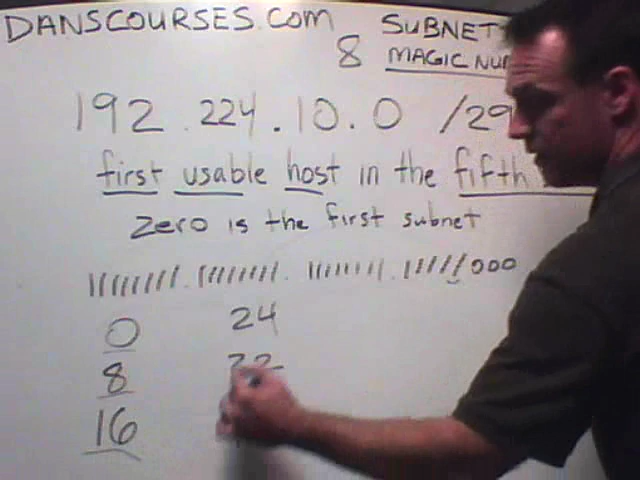 DANSCOURSES.COM
SUBNET
8 MAGIC NU
192.224.10.0 /29
first usable host in the fifth
zero is the first subnet
11111111.11111111.11111111.11111000
0 24
8 32
16